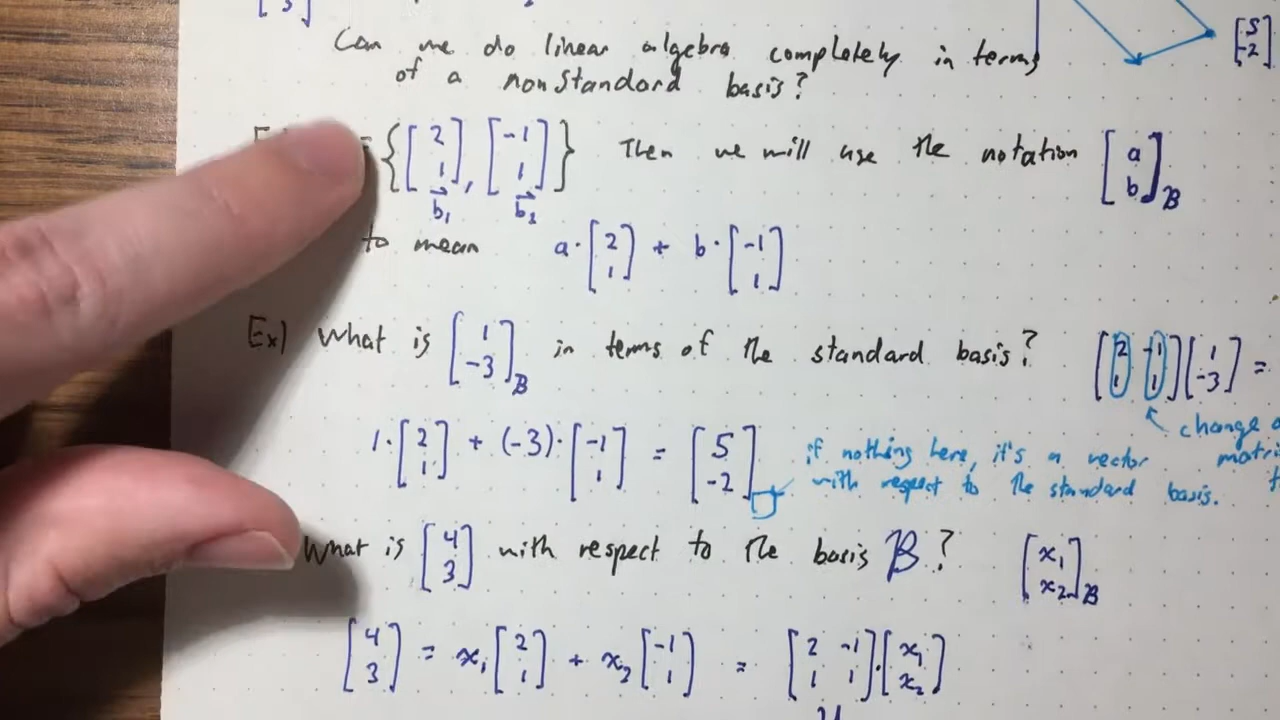 Can we do linear algebra completely in terms
of a nonstandard basis?
[5 -2]
= {[2 1], [-1 1]} Then we will use the notation [a b]_B
b₁ b₂
to mean a·[2 1] + b·[-1 1]
Ex) What is [1 -3]_B in terms of the standard basis? [2 -1 1 1][1 -3] =
change
1·[2 1] + (-3)·[-1 1] = [5 -2] if nothing here, it's a vector
with respect to the standard basis.
What is [4 3] with respect to the basis B? [x₁ x₂]_B
[4 3] = x₁[2 1] + x₂[-1 1] = [2 -1 1 1]·[x₁ x₂]